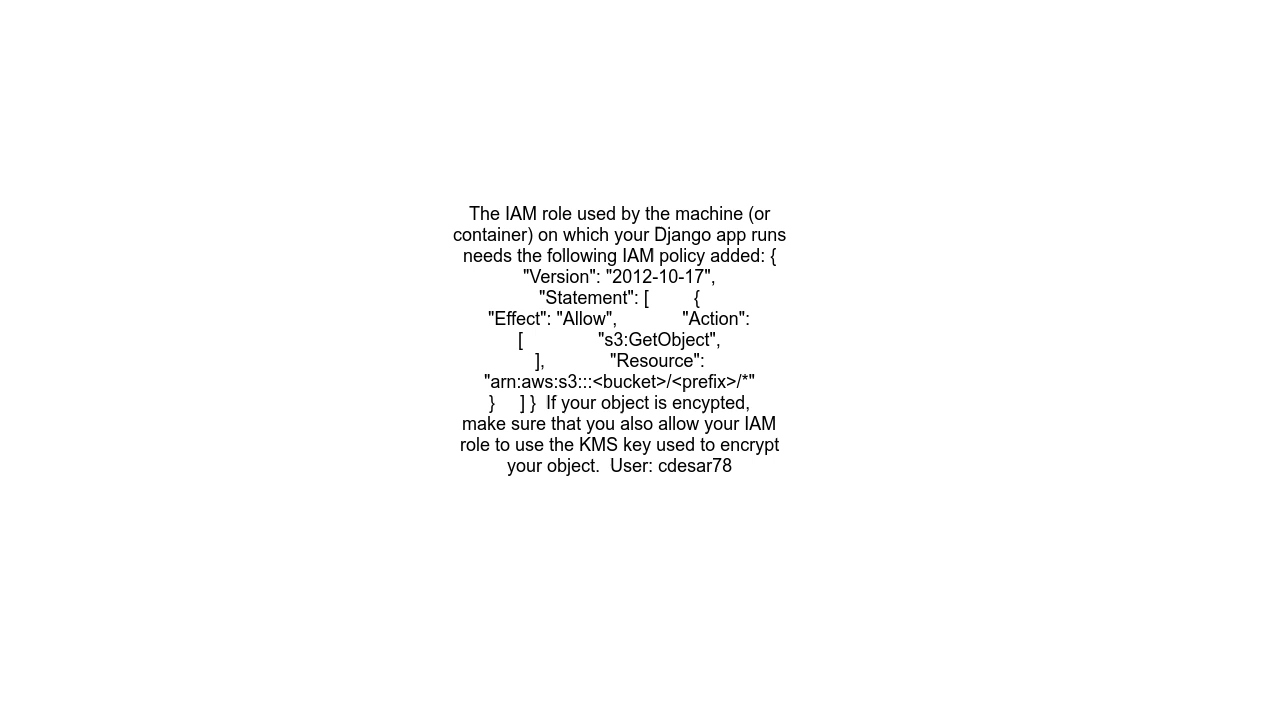 The IAM role used by the machine (or
container) on which your Django app runs
needs the following IAM policy added: {
"Version": "2012-10-17",
"Statement": [         {
"Effect": "Allow",             "Action":
[               "s3:GetObject",
],             "Resource":
"arn:aws:s3:::<bucket>/<prefix>/*"
}     ] }  If your object is encypted,
make sure that you also allow your IAM
role to use the KMS key used to encrypt
your object.  User: cdesar78